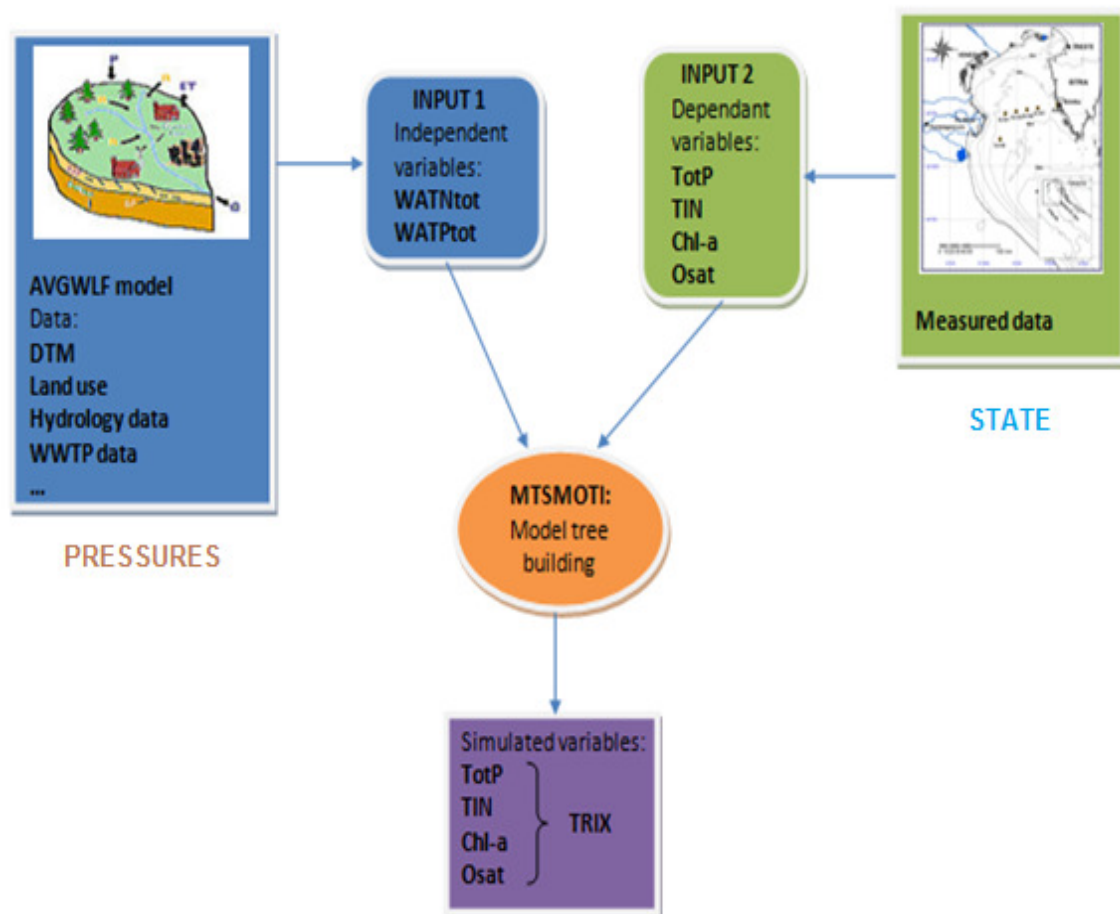 P
ET
AVGWLF model
Data:
DTM
Land use
Hydrology data
WWTP data
...
PRESSURES
INPUT 1
Independent
variables:
WATNtot
WATPtot
INPUT 2
Dependant
variables:
TotP
TIN
Chl-a
Osat
Measured data
STATE
MTSMOTI:
Model tree
building
Simulated variables:
TotP
TIN
Chl-a
Osat
TRIX